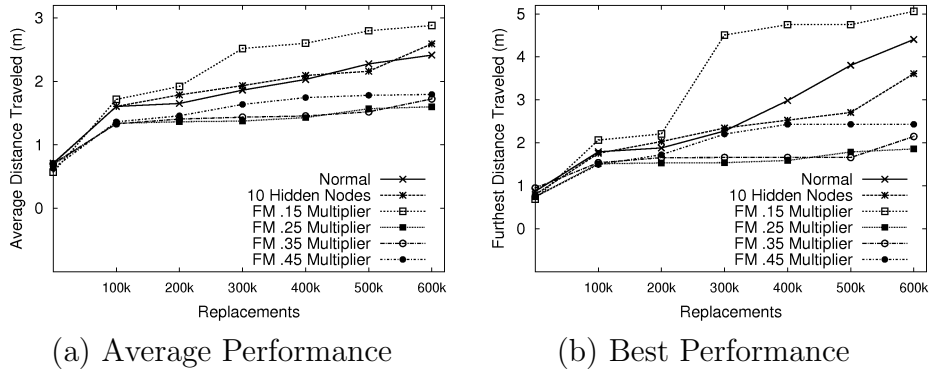 3
2
1
0
Average Distance Traveled (m)
Normal
10 Hidden Nodes
FM .15 Multiplier
FM .25 Multiplier
FM .35 Multiplier
FM .45 Multiplier
100k 200k 300k 400k 500k 600k
Replacements
(a) Average Performance
5
4
3
2
1
0
Furthest Distance Traveled (m)
Normal
10 Hidden Nodes
FM .15 Multiplier
FM .25 Multiplier
FM .35 Multiplier
FM .45 Multiplier
100k 200k 300k 400k 500k 600k
Replacements
(b) Best Performance